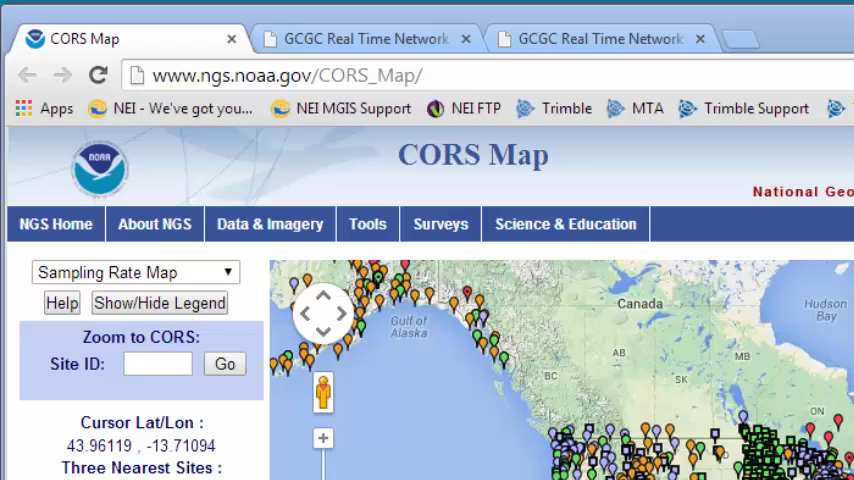 CORS Map
GCGC Real Time Network
GCGC Real Time Network
www.ngs.noaa.gov/CORS_Map/
Apps
NEI - We've got you...
NEI MGIS Support
NEI FTP
Trimble
MTA
Trimble Support
NOAA
CORS Map
National Geo
NGS Home
About NGS
Data & Imagery
Tools
Surveys
Science & Education
Sampling Rate Map
Help
Show/Hide Legend
Zoom to CORS:
Site ID:
Go
Cursor Lat/Lon :
43.96119 , -13.71094
Three Nearest Sites :
Gulf of
Alaska
Canada
Hudson
Bay
BC
AB
SK
MB
ON